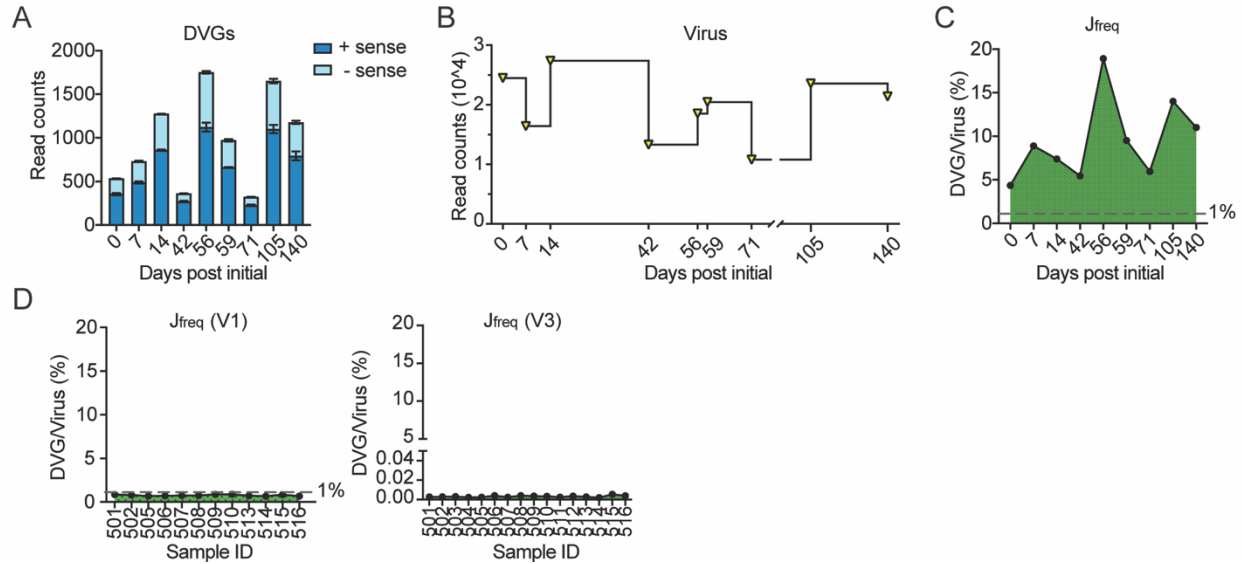 A
DVGs
+ sense
- sense
Read counts
2000
1500
1000
500
0
0 7 14 42 56 59 71 105 140
Days post initial
B
Virus
Read counts (10^4)
3
2
1
0
0 7 14 42 56 59 71 105 140
Days post initial
C
Jfreq
DVG/Virus (%)
20
15
10
5
0
1%
0 7 14 42 56 59 71 105 140
Days post initial
D
Jfreq (V1)
DVG/Virus (%)
20
15
10
5
0
1%
501 502 505 506 507 508 509 510 513 514 515 516
Sample ID
Jfreq (V3)
DVG/Virus (%)
20
15
10
5
0.04
0.02
0.00
501 502 503 504 505 506 507 508 509 510 511 512 513 514 515 516
Sample ID